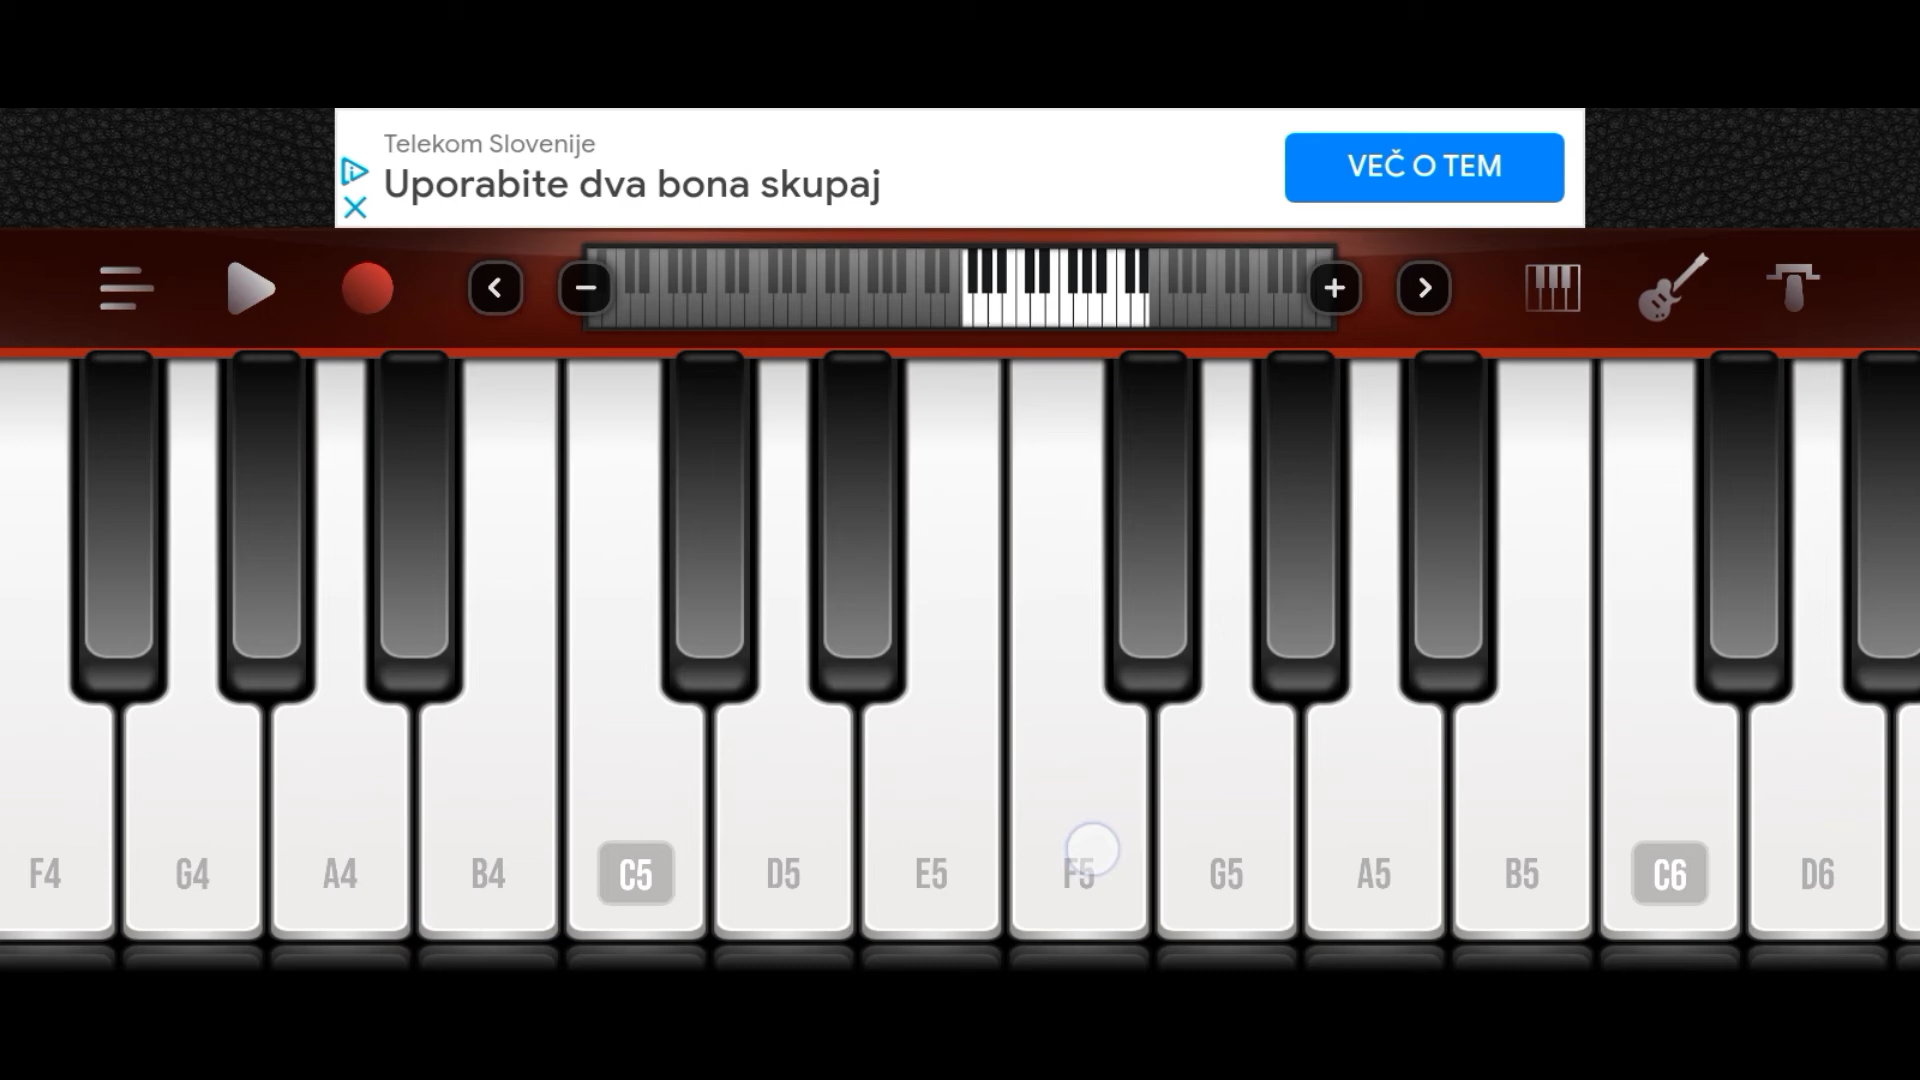 Telekom Slovenije
Uporabite dva bona skupaj
VEČ O TEM
F4 G4 A4 B4 C5 D5 E5 F5 G5 A5 B5 C6 D6